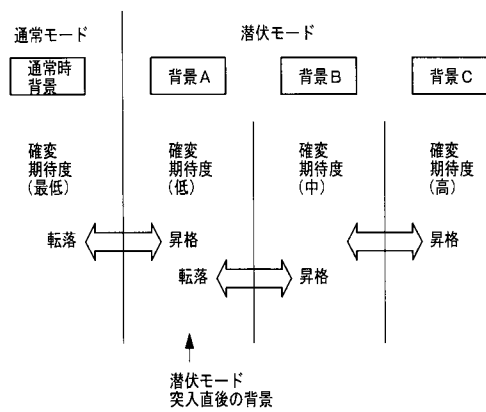 通常モード
潜伏モード
通常時
背景
背景A
背景B
背景C
確変
期待度
(最低)
確変
期待度
(低)
確変
期待度
(中)
確変
期待度
(高)
転落
昇格
転落
昇格
昇格
潜伏モード
突入直後の背景